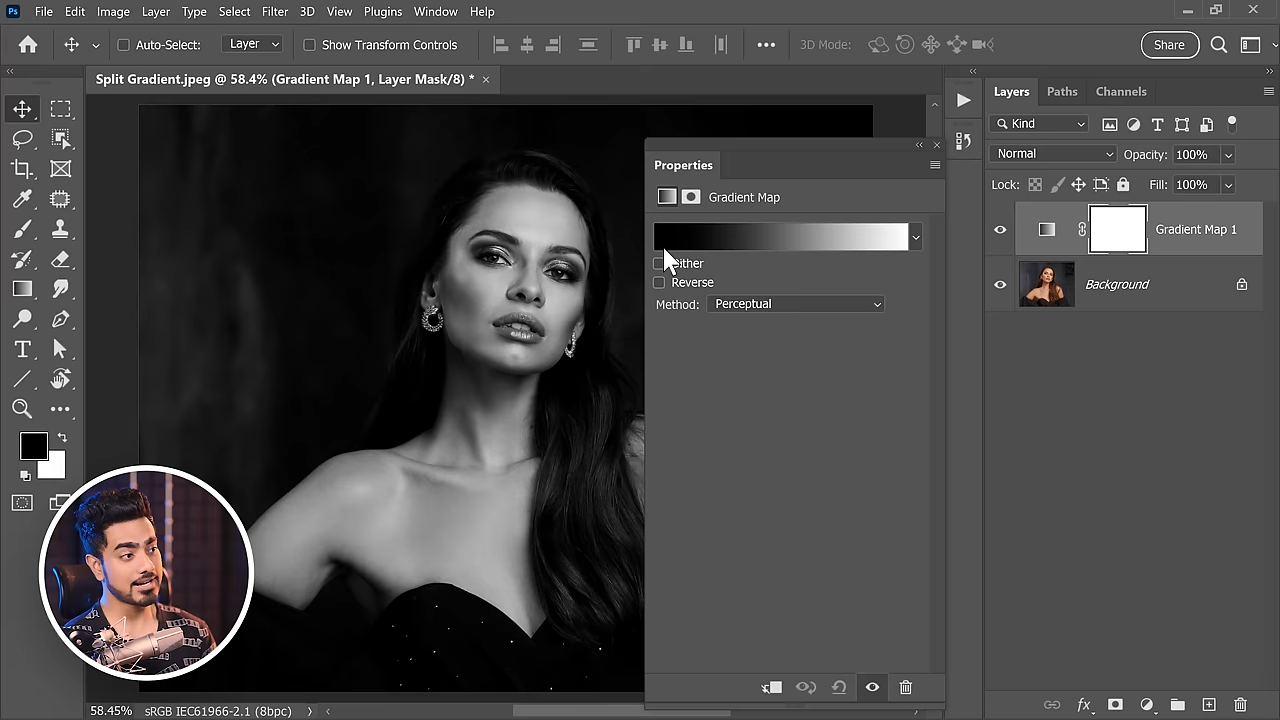 Ps File Edit Image Layer Type Select Filter 3D View Plugins Window Help
Auto-Select: Layer Show Transform Controls 3D Mode: Share
Split Gradient.jpeg @ 58.4% (Gradient Map 1, Layer Mask/8) *
Layers Paths Channels
Kind
Normal Opacity: 100%
Lock: Fill: 100%
Gradient Map 1
Background
Properties
Gradient Map
Reverse
Method: Perceptual
58.45% sRGB IEC61966-2.1 (8bpc)
fx